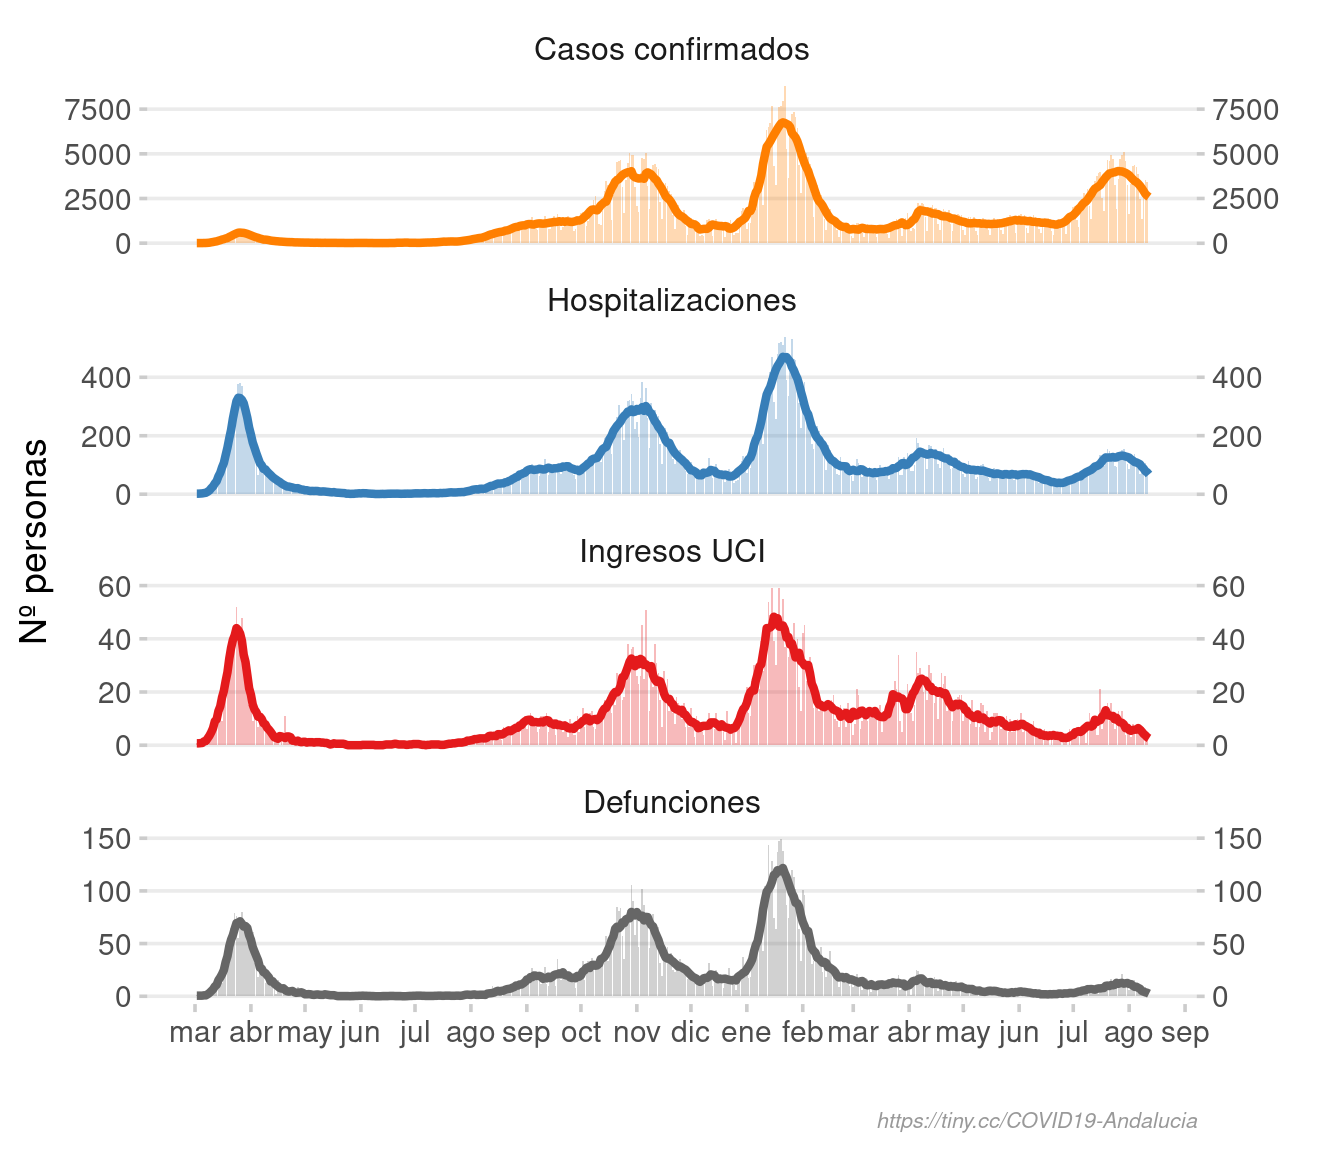 Casos confirmados
7500 7500
5000 5000
2500 2500
0 0
Hospitalizaciones
400 400
200 200
0 0
Nº personas
Ingresos UCI
60 60
40 40
20 20
0 0
Defunciones
150 150
100 100
50 50
0 0
mar abr may jun jul ago sep oct nov dic ene feb mar abr may jun jul ago sep
https://tiny.cc/COVID19-Andalucia